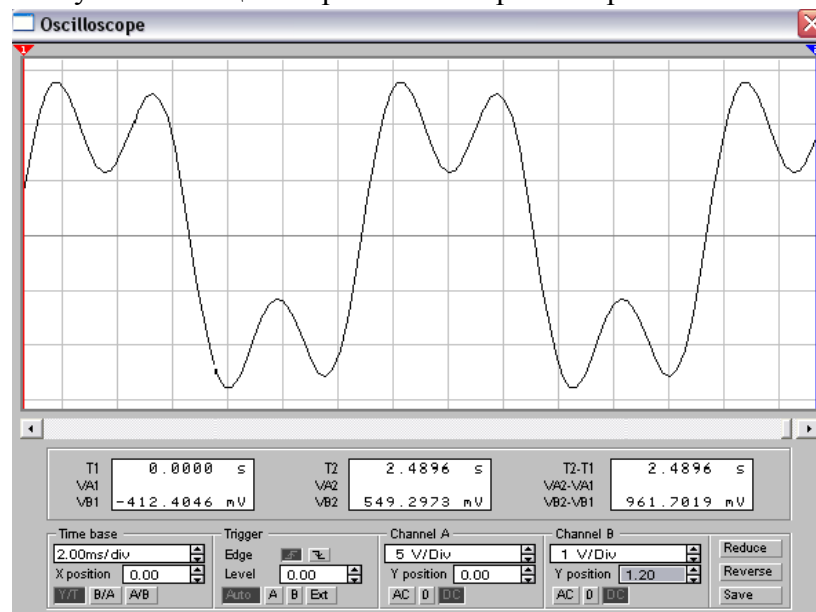 Oscilloscope
1
T1 0.0000 s T2 2.4896 s T2-T1 2.4896 s
VA1 VA2 VA2-VA1
VB1 -412.4046 mV VB2 549.2973 mV VB2-VB1 961.7019 mV
Time base Trigger Channel A Channel B
2.00ms/div Edge 5 V/Div 1 V/Div Reduce
X position 0.00 Level 0.00 Y position 0.00 Y position 1.20 Reverse
Y/T B/A A/B Auto A B Ext AC 0 DC AC 0 DC Save